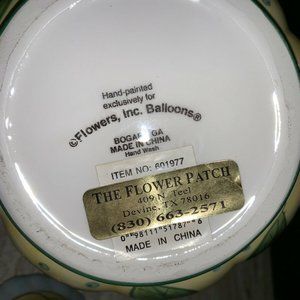 Hand-painted
exclusively for
©Flowers, Inc. Balloons®
BOGART, GA
MADE IN CHINA
Hand Wash
ITEM NO: 601977
THE FLOWER PATCH
409 N. Teel
Devine, TX 78016
(830) 663-2571
MADE IN CHINA